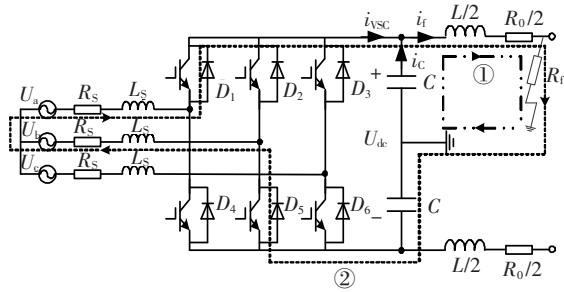 i_VSC i_f L/2 R_0/2
i_C ① R_f
+ C
D_1 D_2 D_3
U_a R_S L_S
U_b R_S L_S
U_dc
U_c R_S L_S
D_4 D_5 D_6 − C
L/2 R_0/2
②